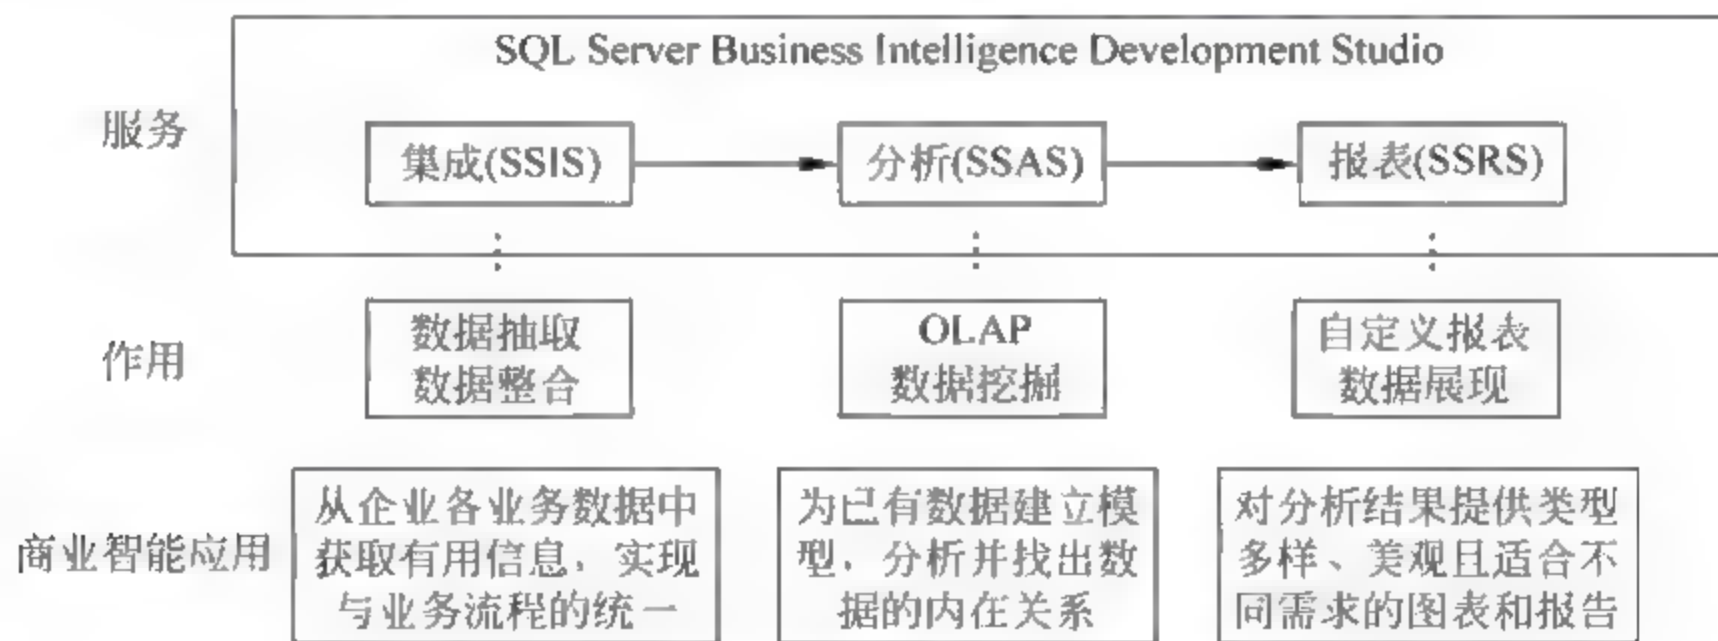 SQL Server Business Intelligence Development Studio
服务
集成(SSIS)
分析(SSAS)
报表(SSRS)
作用
数据抽取
数据整合
OLAP
数据挖掘
自定义报表
数据展现
商业智能应用
从企业各业务数据中
获取有用信息，实现
与业务流程的统一
为已有数据建立模
型，分析并找出数
据的内在关系
对分析结果提供类型
多样、美观且适合不
同需求的图表和报告